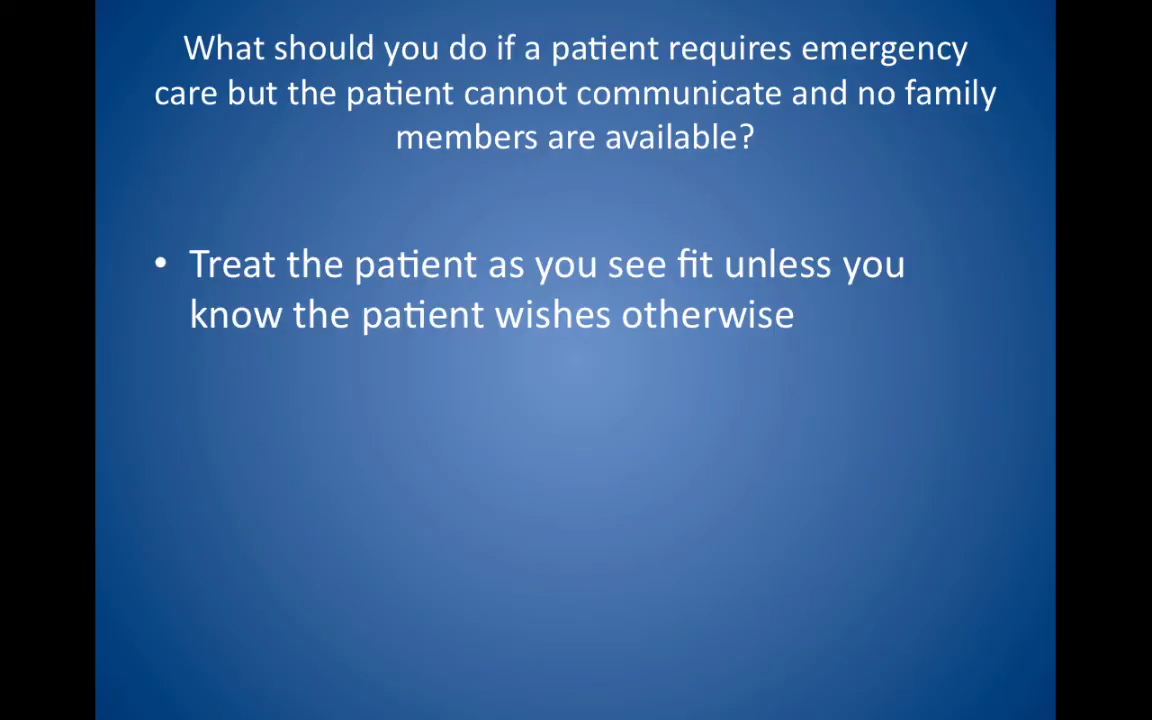 What should you do if a patient requires emergency
care but the patient cannot communicate and no family
members are available?
• Treat the patient as you see fit unless you
know the patient wishes otherwise